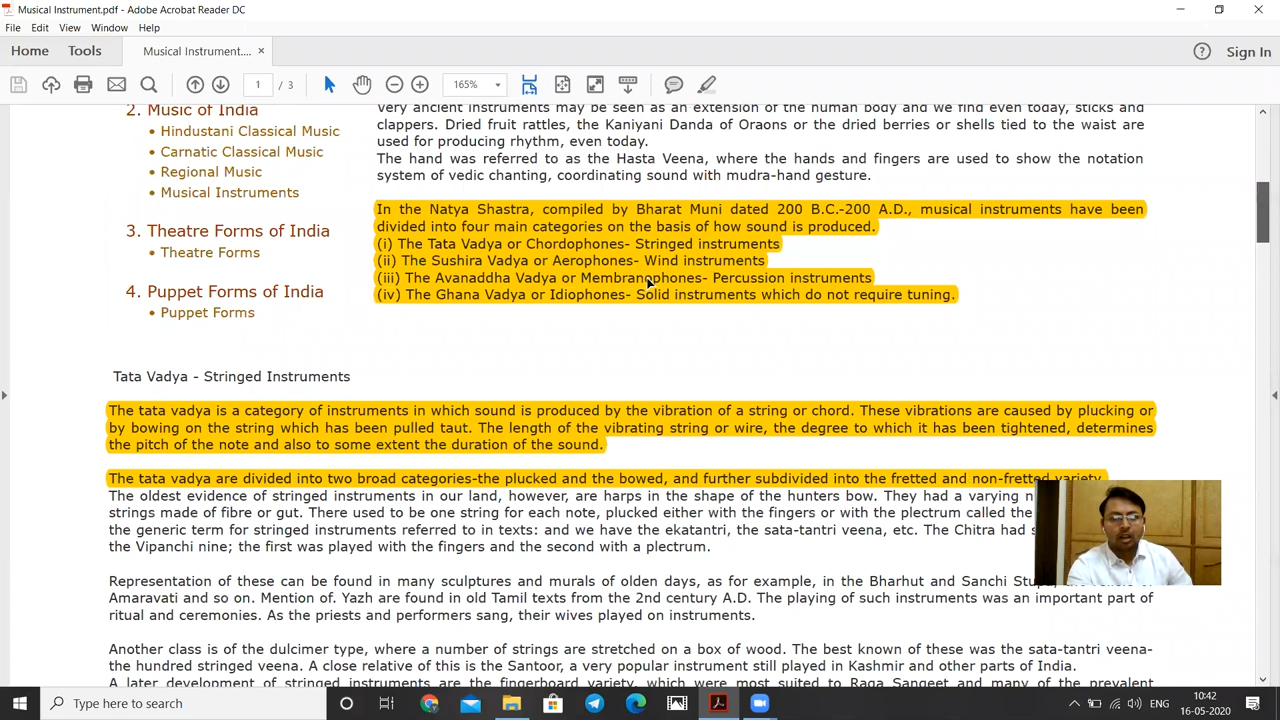 Musical Instrument.pdf - Adobe Acrobat Reader DC
File Edit View Window Help
Home Tools Musical Instrument.... × Sign In
1 / 3 165%
2. Music of India
• Hindustani Classical Music
• Carnatic Classical Music
• Regional Music
• Musical Instruments
3. Theatre Forms of India
• Theatre Forms
4. Puppet Forms of India
• Puppet Forms
Very ancient instruments may be seen as an extension of the human body and we find even today, sticks and
clappers. Dried fruit rattles, the Kaniyani Danda of Oraons or the dried berries or shells tied to the waist are
used for producing rhythm, even today.
The hand was referred to as the Hasta Veena, where the hands and fingers are used to show the notation
system of vedic chanting, coordinating sound with mudra-hand gesture.
In the Natya Shastra, compiled by Bharat Muni dated 200 B.C.-200 A.D., musical instruments have been
divided into four main categories on the basis of how sound is produced.
(i) The Tata Vadya or Chordophones- Stringed instruments
(ii) The Sushira Vadya or Aerophones- Wind instruments
(iii) The Avanaddha Vadya or Membranophones- Percussion instruments
(iv) The Ghana Vadya or Idiophones- Solid instruments which do not require tuning.
Tata Vadya - Stringed Instruments
The tata vadya is a category of instruments in which sound is produced by the vibration of a string or chord. These vibrations are caused by plucking or
by bowing on the string which has been pulled taut. The length of the vibrating string or wire, the degree to which it has been tightened, determines
the pitch of the note and also to some extent the duration of the sound.
The tata vadya are divided into two broad categories-the plucked and the bowed, and further subdivided into the fretted and non-fretted variety.
The oldest evidence of stringed instruments in our land, however, are harps in the shape of the hunters bow. They had a varying
strings made of fibre or gut. There used to be one string for each note, plucked either with the fingers or with the plectrum called the
the generic term for stringed instruments referred to in texts: and we have the ekatantri, the sata-tantri veena, etc. The Chitra had
the Vipanchi nine; the first was played with the fingers and the second with a plectrum.
Representation of these can be found in many sculptures and murals of olden days, as for example, in the Bharhut and Sanchi
Amaravati and so on. Mention of. Yazh are found in old Tamil texts from the 2nd century A.D. The playing of such instruments was an important part of
ritual and ceremonies. As the priests and performers sang, their wives played on instruments.
Another class is of the dulcimer type, where a number of strings are stretched on a box of wood. The best known of these was the sata-tantri veena-
the hundred stringed veena. A close relative of this is the Santoor, a very popular instrument still played in Kashmir and other parts of India.
A later development of stringed instruments are the fingerboard variety, which were most suited to Raga Sangeet and many of the prevalent
Type here to search
ENG
10:42
16-05-2020